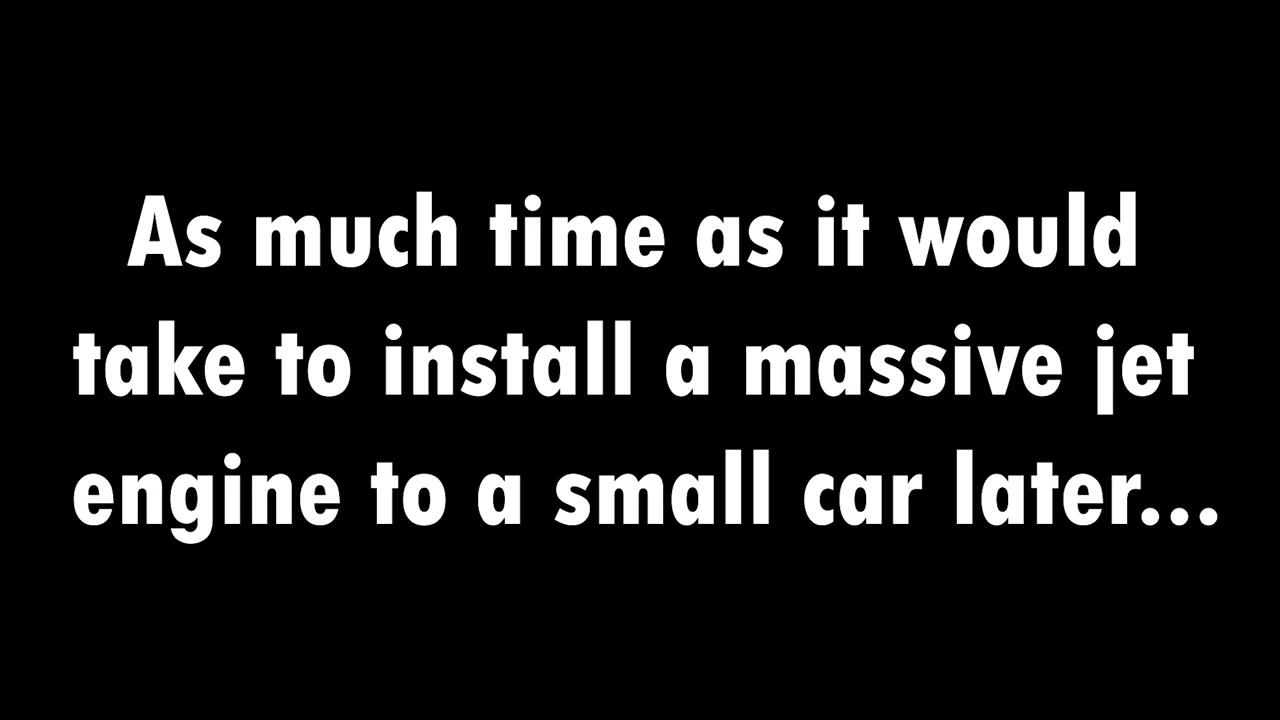 As much time as it would
take to install a massive jet
engine to a small car later...